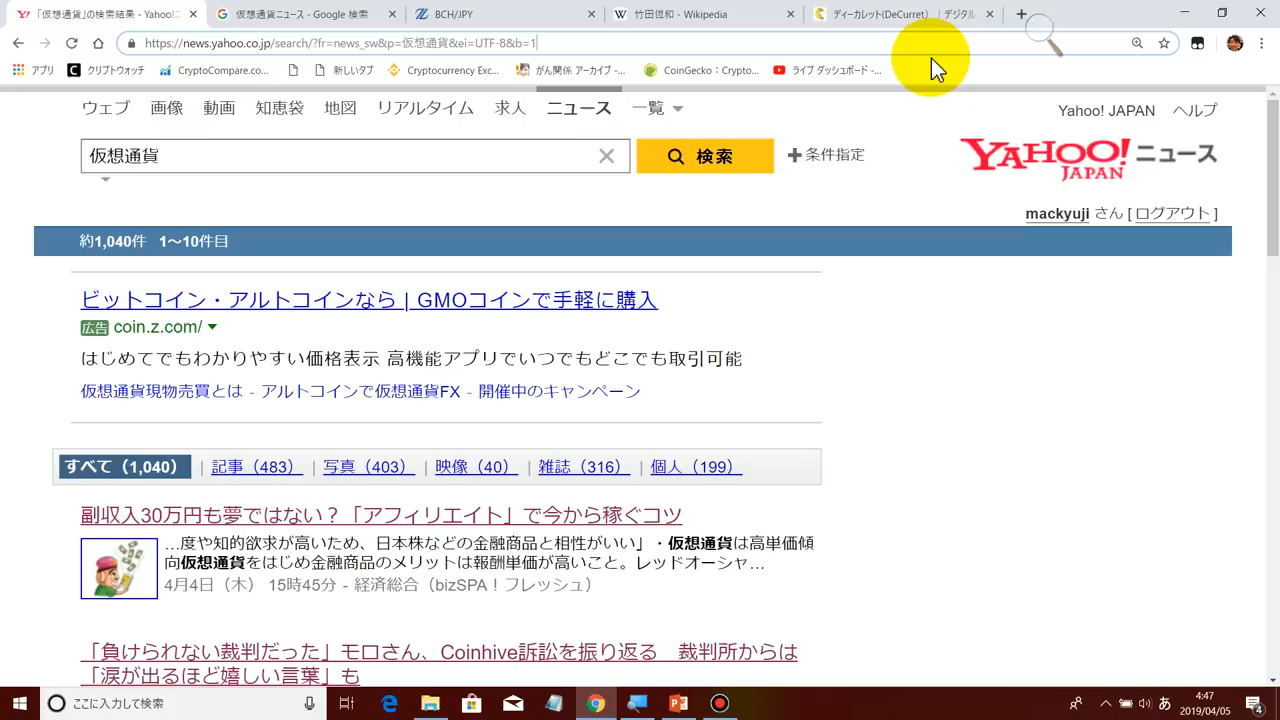 「仮想通貨」の検索結果 - Yahoo!
仮想通貨ニュース - Google 検索
BCH/JPY
竹田恆和 - Wikipedia
ディーカレット(DeCurret) | デジタル
https://news.yahoo.co.jp/search/?fr=news_sw&p=仮想通貨&ei=UTF-8&b=1
アプリ
クリプトウォッチ
CryptoCompare.co...
新しいタブ
Cryptocurrency Exc...
がん関係 アーカイブ -...
CoinGecko: Crypto...
ライブ ダッシュボード -...
ウェブ 画像 動画 知恵袋 地図 リアルタイム 求人 ニュース 一覧
Yahoo! JAPAN ヘルプ
仮想通貨
検索
条件指定
YAHOO! JAPAN ニュース
mackyuji さん [ ログアウト ]
約1,040件 1〜10件目
ビットコイン・アルトコインなら | GMOコインで手軽に購入
広告 coin.z.com/
はじめてでもわかりやすい価格表示 高機能アプリでいつでもどこでも取引可能
仮想通貨現物売買とは - アルトコインで仮想通貨FX - 開催中のキャンペーン
すべて（1,040） | 記事（483） | 写真（403） | 映像（40） | 雑誌（316） | 個人（199）
副収入30万円も夢ではない？「アフィリエイト」で今から稼ぐコツ
…度や知的欲求が高いため、日本株などの金融商品と相性がいい」・仮想通貨は高単価傾
向仮想通貨をはじめ金融商品のメリットは報酬単価が高いこと。レッドオーシャ…
4月4日（木） 15時45分 - 経済総合（bizSPA！フレッシュ）
「負けられない裁判だった」モロさん、Coinhive訴訟を振り返る 裁判所からは
「涙が出るほど嬉しい言葉」も
ここに入力して検索
あ
4:47
2019/04/05
4